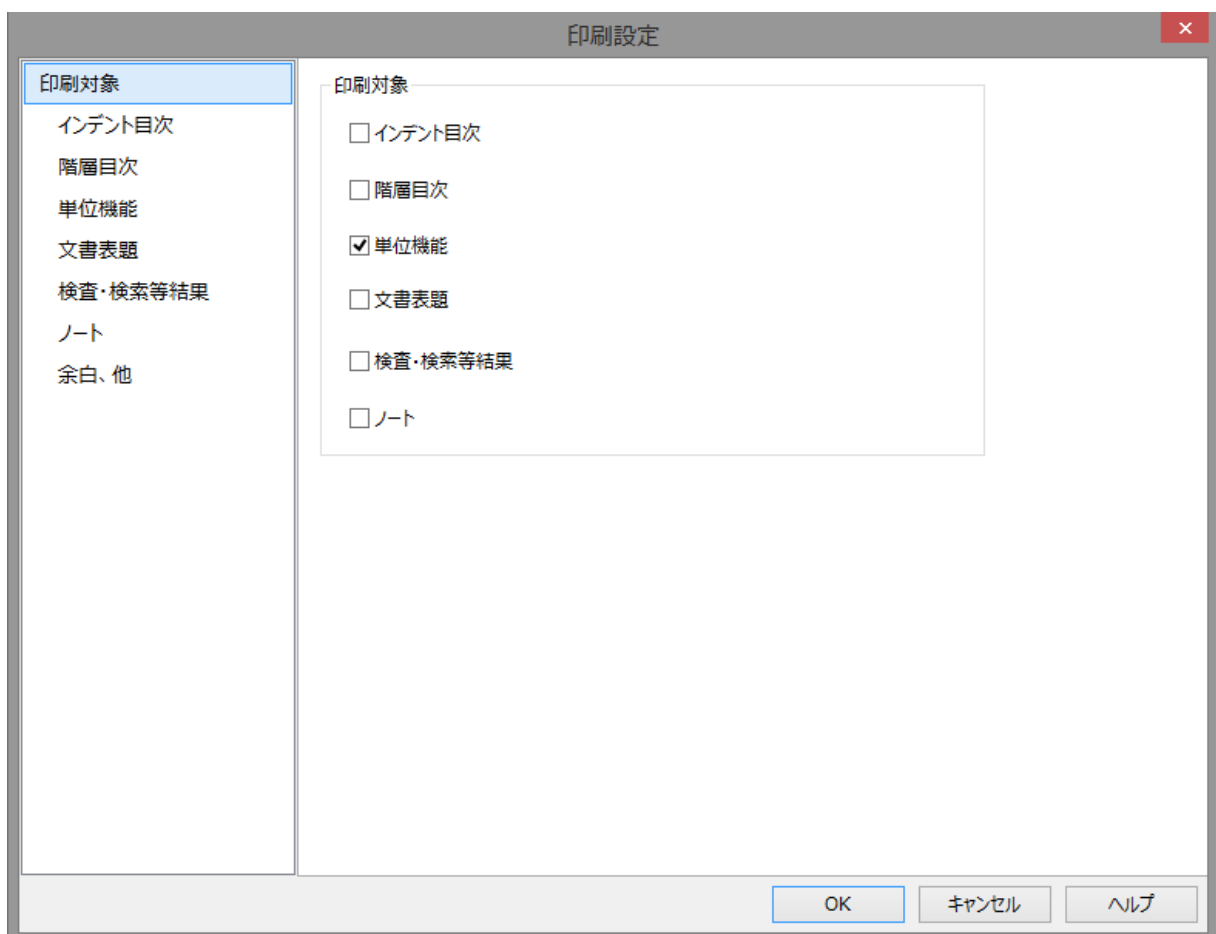 印刷設定
印刷対象
インデント目次
階層目次
単位機能
文書表題
検査・検索等結果
ノート
余白、他
印刷対象
インデント目次
階層目次
単位機能
文書表題
検査・検索等結果
ノート
OK
キャンセル
ヘルプ